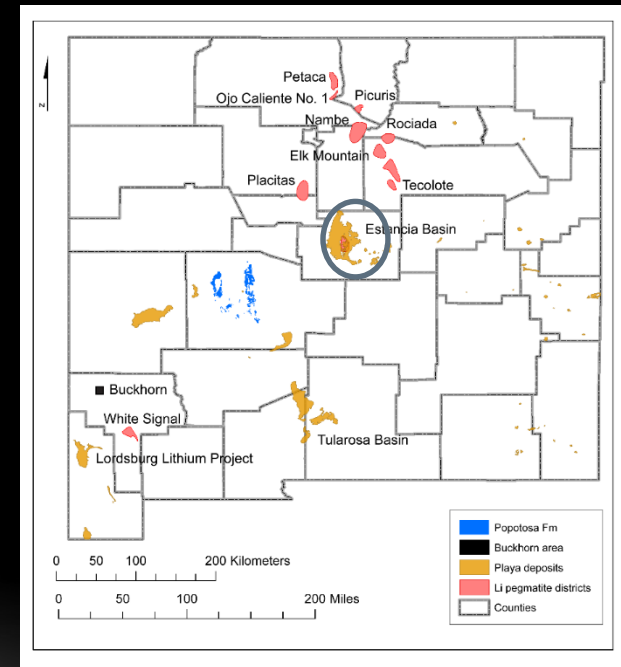 Petaca
Ojo Caliente No. 1
Picuris
Nambe
Rociada
Elk Mountain
Placitas
Tecolote
Estancia Basin
Buckhorn
White Signal
Tularosa Basin
Lordsburg Lithium Project
Popotosa Fm
Buckhorn area
Playa deposits
Li pegmatite districts
Counties
0 50 100 200 Kilometers
0 50 100 200 Miles
z